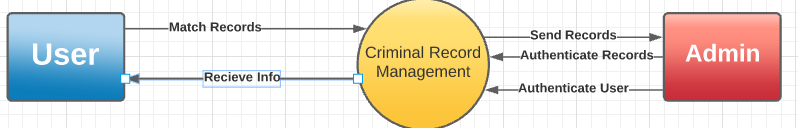 User
Match Records
Recieve Info
Criminal Record
Management
Send Records
Authenticate Records
Authenticate User
Admin